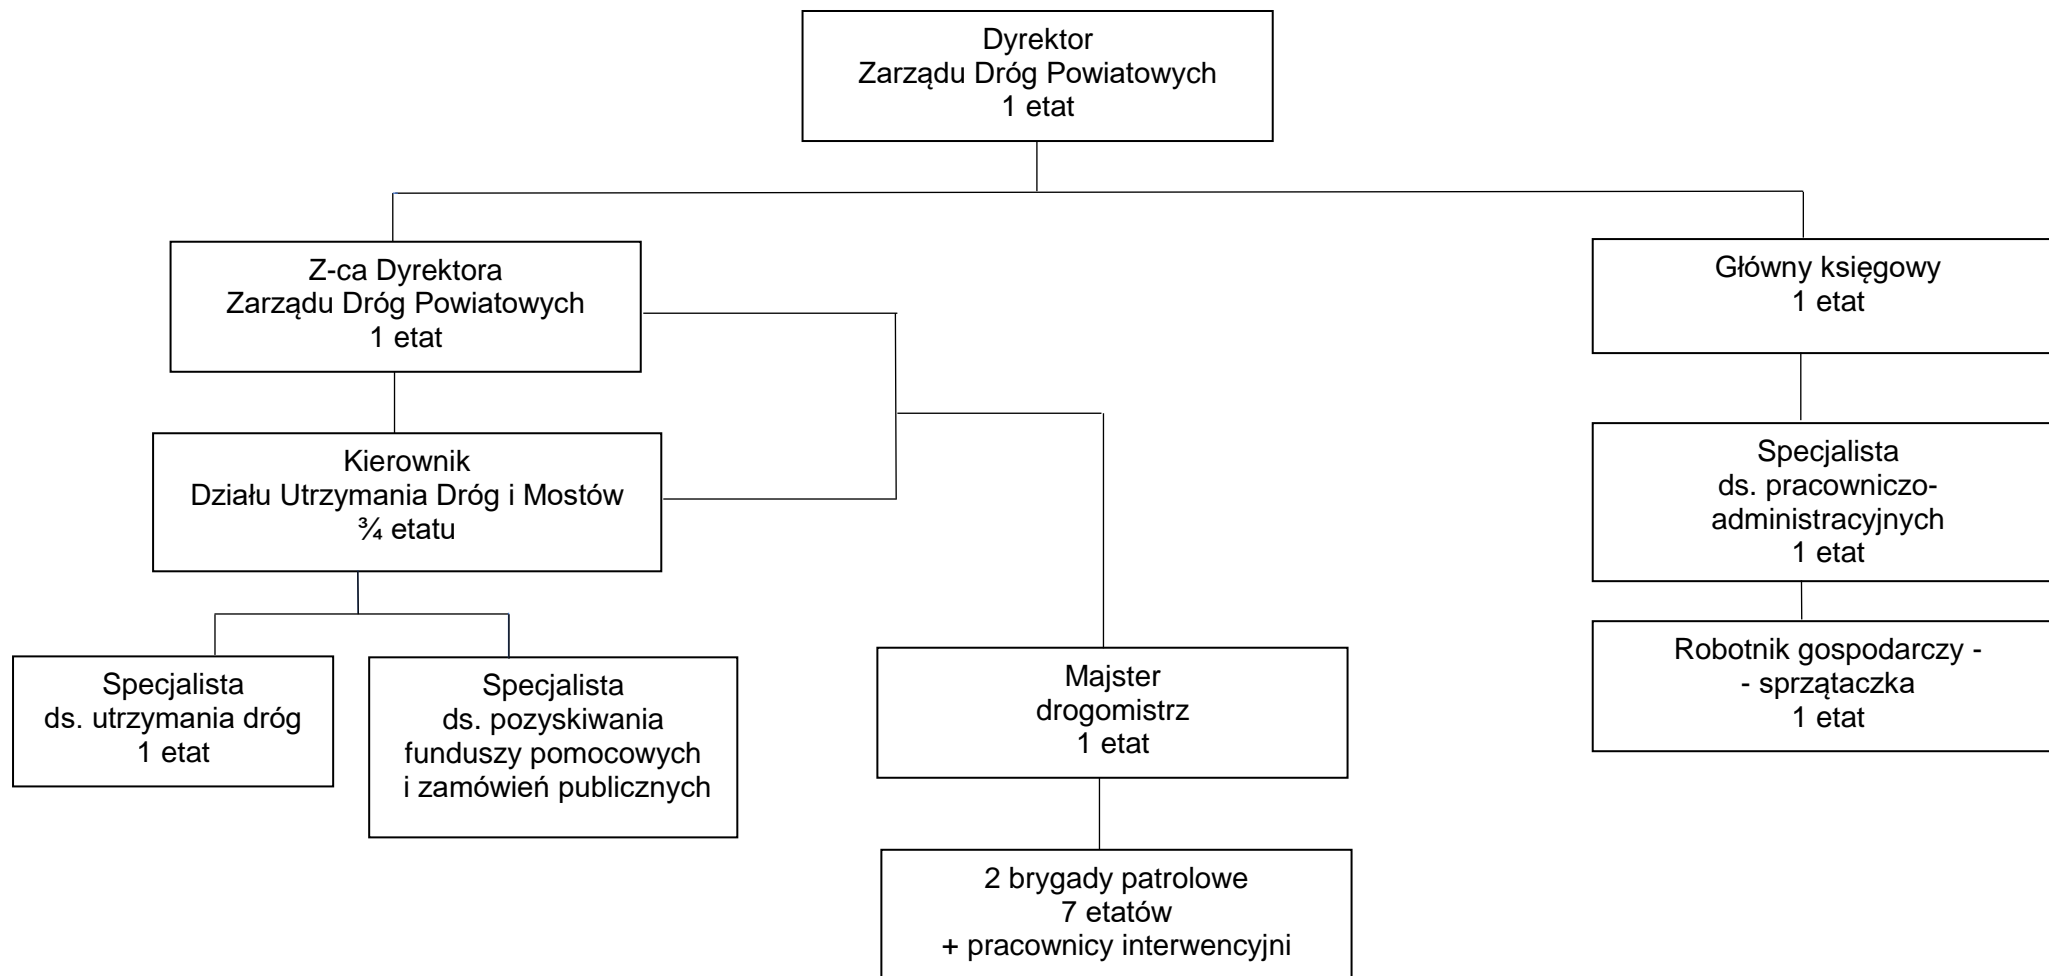 Dyrektor
Zarządu Dróg Powiatowych
1 etat
Z-ca Dyrektora
Zarządu Dróg Powiatowych
1 etat
Główny księgowy
1 etat
Kierownik
Działu Utrzymania Dróg i Mostów
¾ etatu
Specjalista
ds. pracowniczo-
administracyjnych
1 etat
Specjalista
ds. utrzymania dróg
1 etat
Specjalista
ds. pozyskiwania
funduszy pomocowych
i zamówień publicznych
Majster
drogomistrz
1 etat
Robotnik gospodarczy -
- sprzątaczka
1 etat
2 brygady patrolowe
7 etatów
+ pracownicy interwencyjni